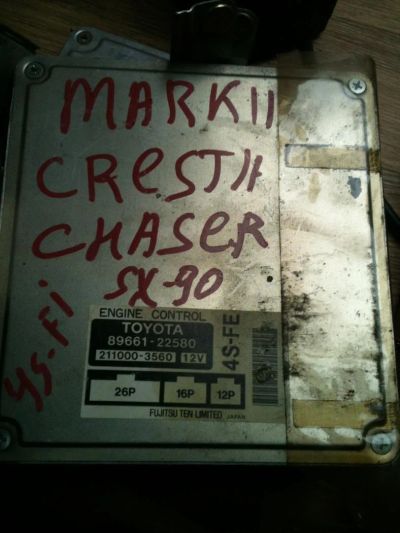 MARKII
CRESTA
CHASER
SX-90
4S-Fi
ENGINE CONTROL
TOYOTA
89661-22580
211000-3560 12V
4S-FE
26P 16P 12P
FUJITSU TEN LIMITED JAPAN